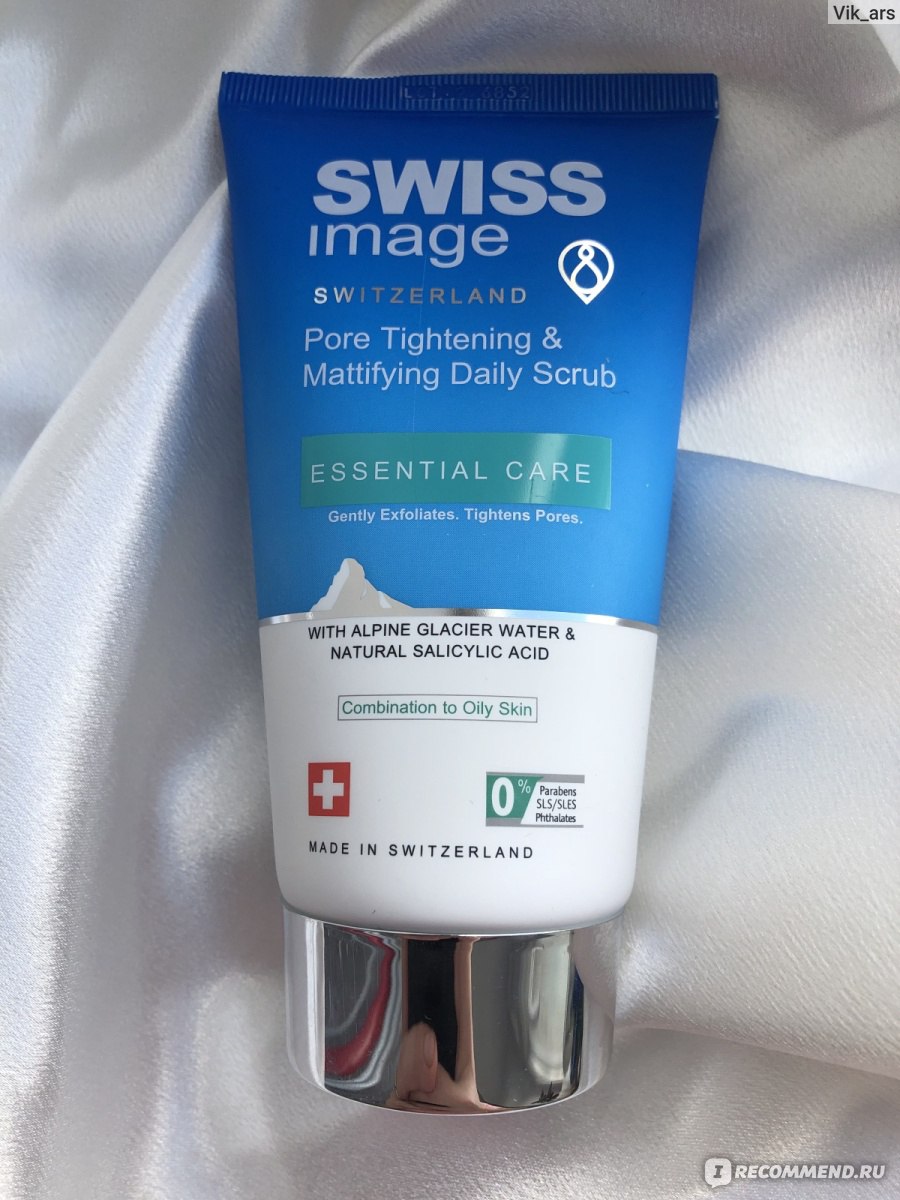 Vik_ars
SWISS
image
SWITZERLAND
Pore Tightening &
Mattifying Daily Scrub
ESSENTIAL CARE
Gently Exfoliates. Tightens Pores.
WITH ALPINE GLACIER WATER &
NATURAL SALICYLIC ACID
Combination to Oily Skin
0%
Parabens
SLS/SLES
Phthalates
MADE IN SWITZERLAND
IRECOMMEND.RU